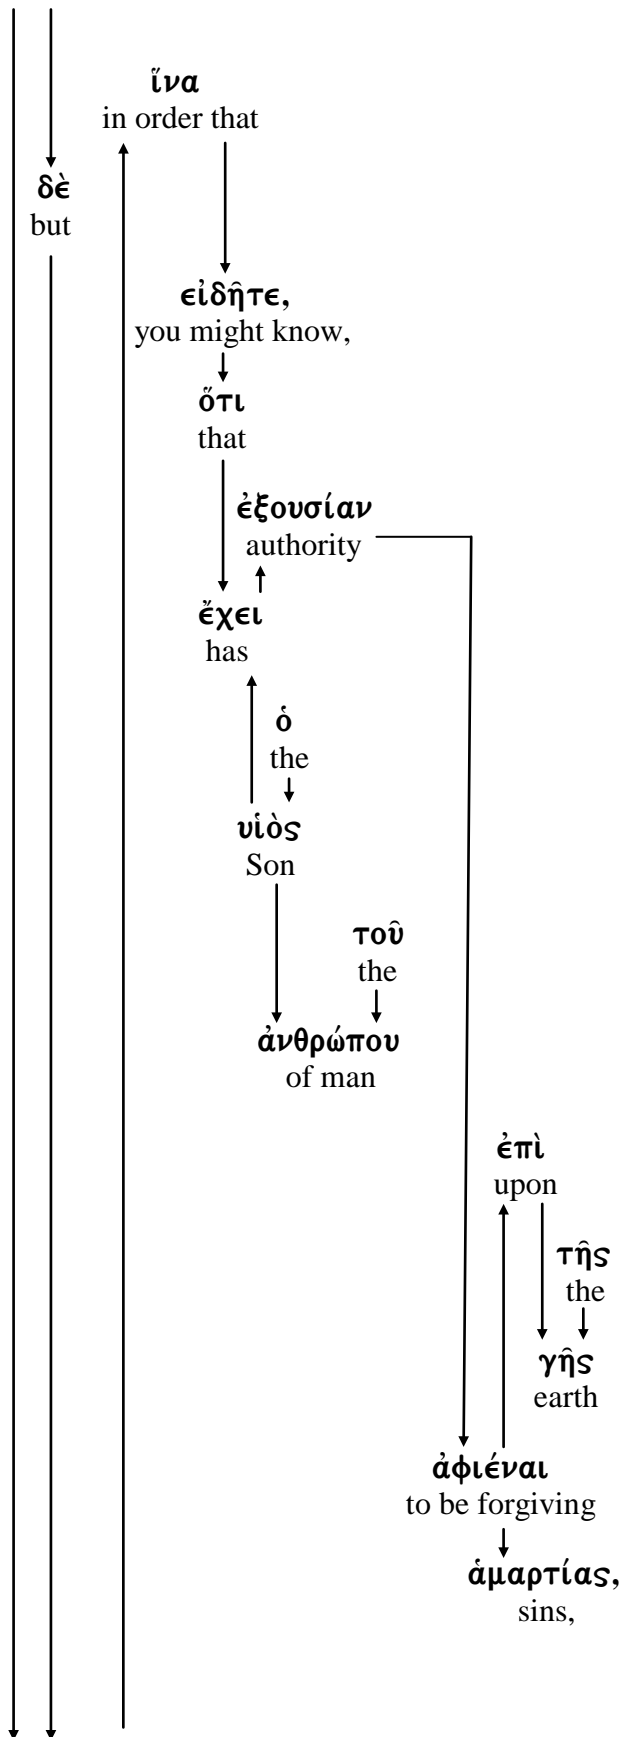 ἵνα
in order that
δὲ
but
εἰδῆτε,
you might know,
ὅτι
that
ἐξουσίαν
authority
ἔχει
has
ὁ
the
υἱὸς
Son
τοῦ
the
ἀνθρώπου
of man
ἐπὶ
upon
τῆς
the
γῆς
earth
ἀφιέναι
to be forgiving
ἁμαρτίας,
sins,